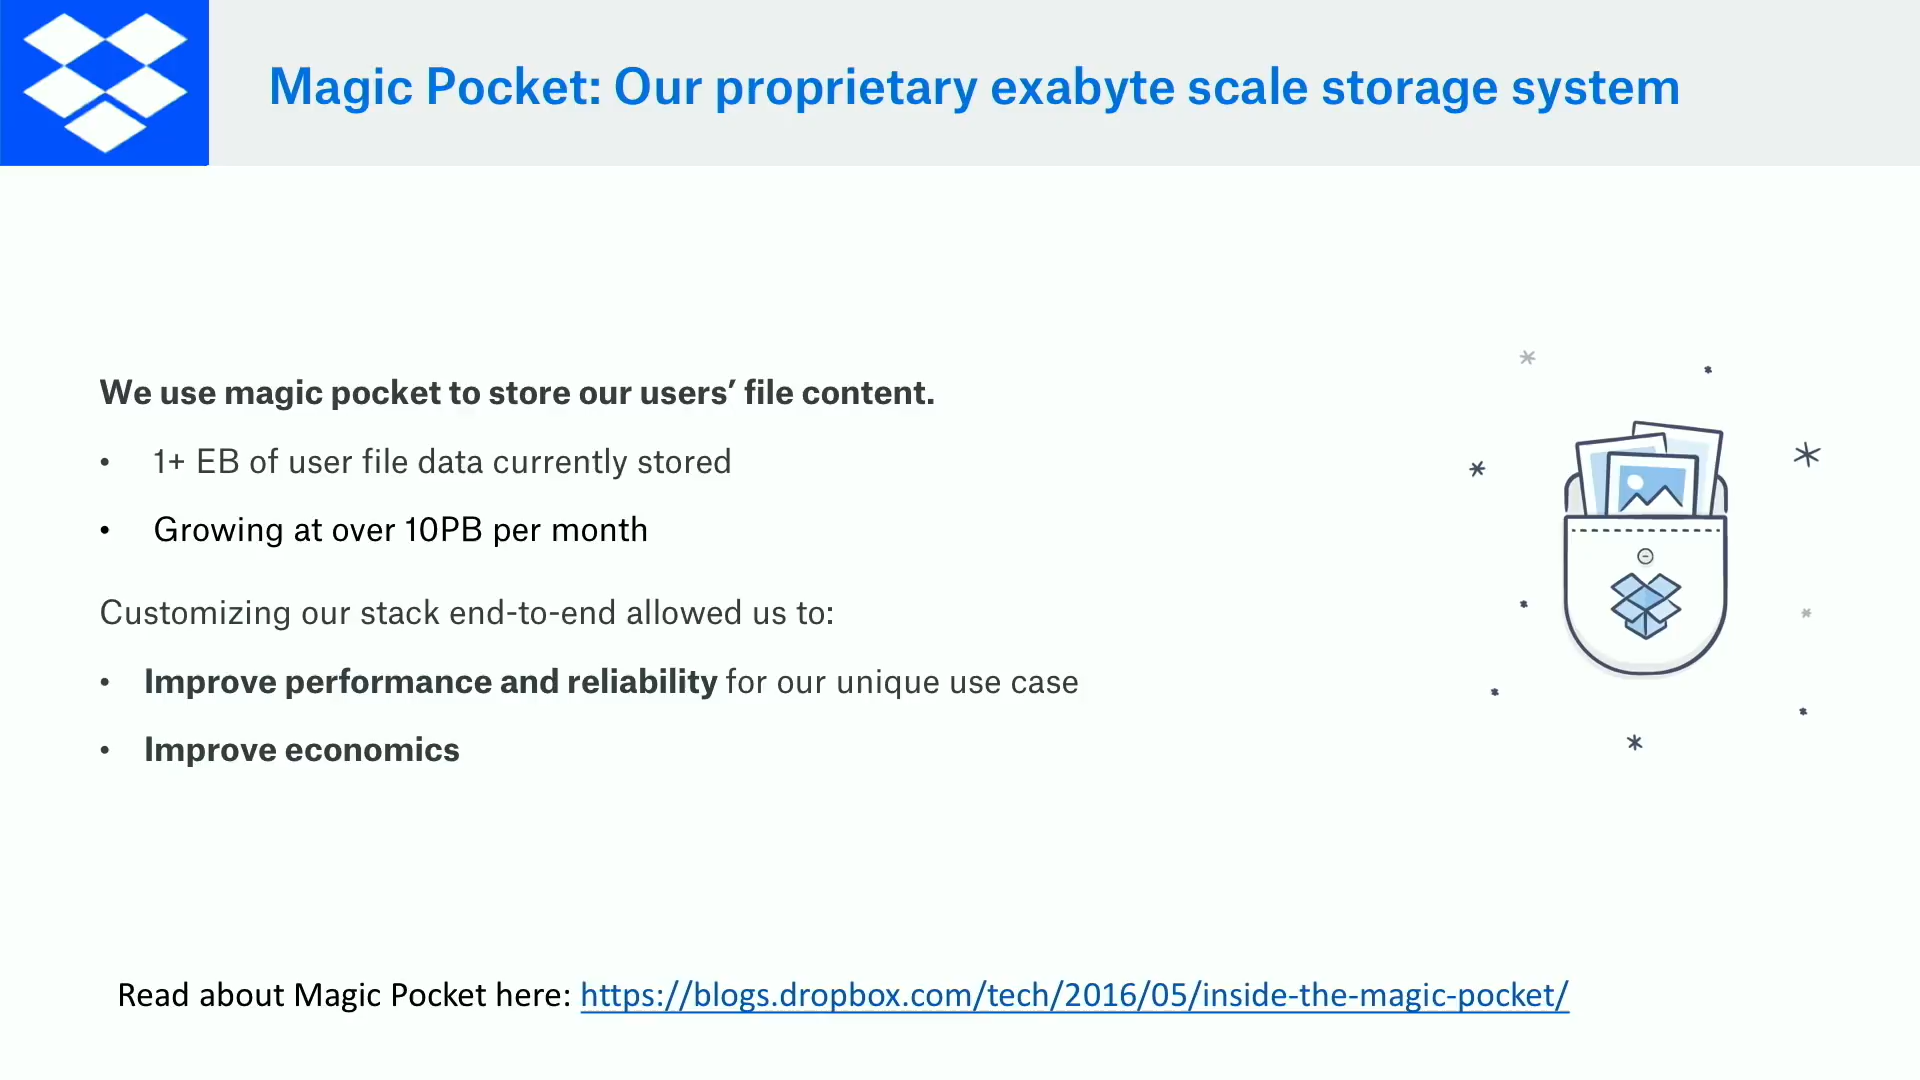 Magic Pocket: Our proprietary exabyte scale storage system
We use magic pocket to store our users’ file content.
• 1+ EB of user file data currently stored
• Growing at over 10PB per month
Customizing our stack end-to-end allowed us to:
• Improve performance and reliability for our unique use case
• Improve economics
Read about Magic Pocket here: https://blogs.dropbox.com/tech/2016/05/inside-the-magic-pocket/